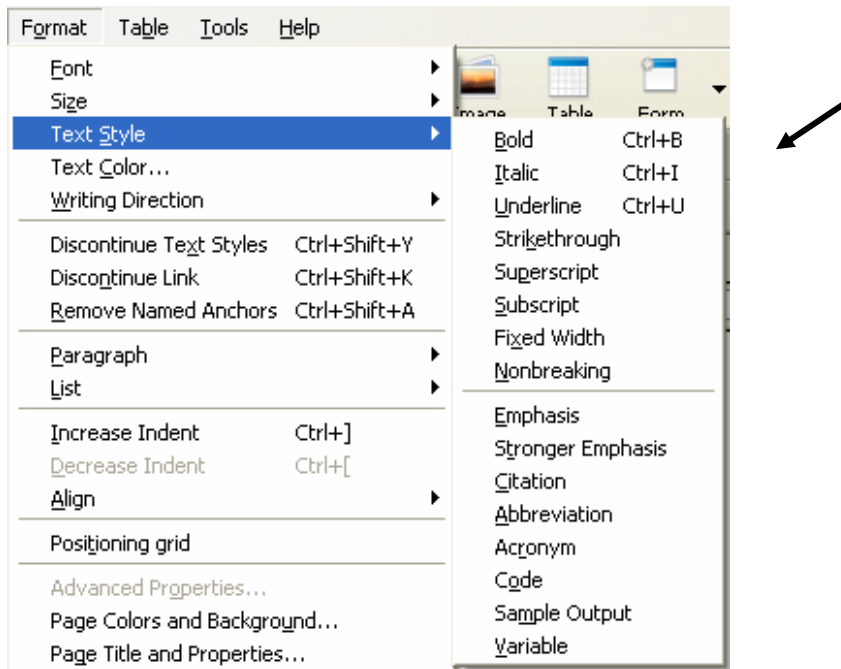 Format Table Tools Help
Font
Size
Text Style
Text Color...
Writing Direction
Discontinue Text Styles Ctrl+Shift+Y
Discontinue Link Ctrl+Shift+K
Remove Named Anchors Ctrl+Shift+A
Paragraph
List
Increase Indent Ctrl+]
Decrease Indent Ctrl+[
Align
Positioning grid
Advanced Properties...
Page Colors and Background...
Page Title and Properties...
Image Table Form
Bold Ctrl+B
Italic Ctrl+I
Underline Ctrl+U
Strikethrough
Superscript
Subscript
Fixed Width
Nonbreaking
Emphasis
Stronger Emphasis
Citation
Abbreviation
Acronym
Code
Sample Output
Variable